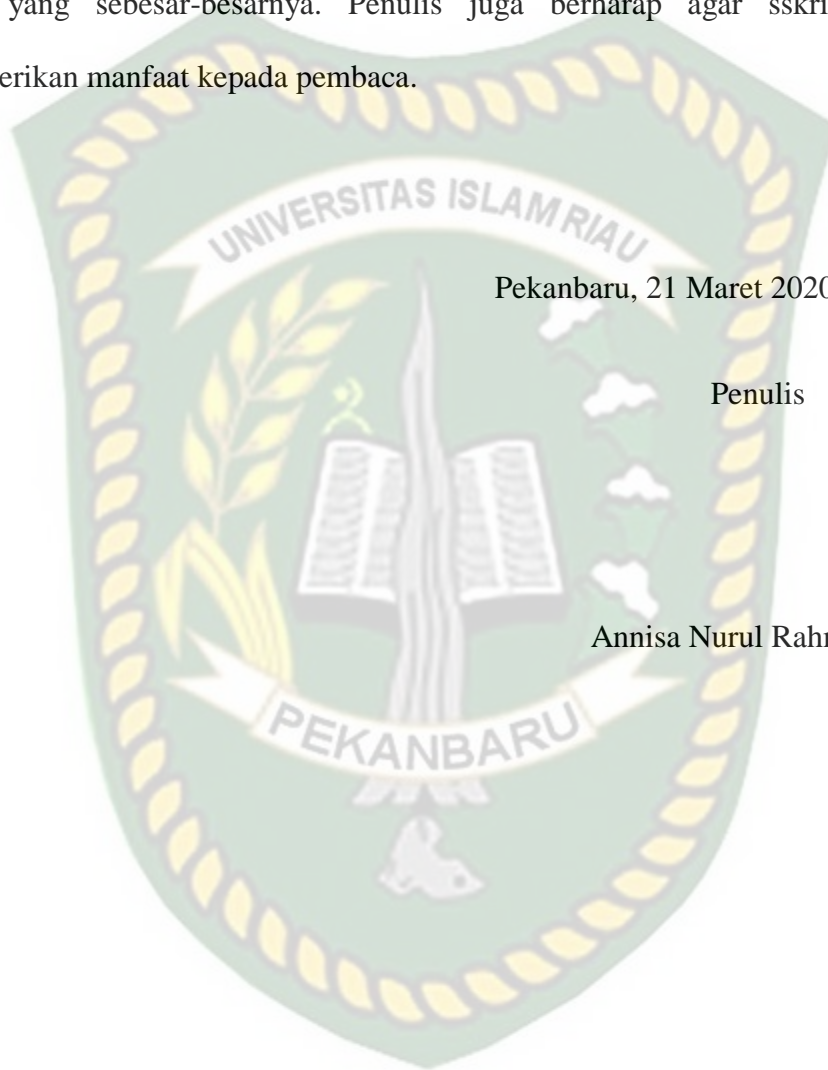 yang sebesar-besarnya. Penulis juga berharap agar sskri
erikan manfaat kepada pembaca.
UNIVERSITAS ISLAM RIAU
Pekanbaru, 21 Maret 2020
Penulis
Annisa Nurul
PEKANBARU